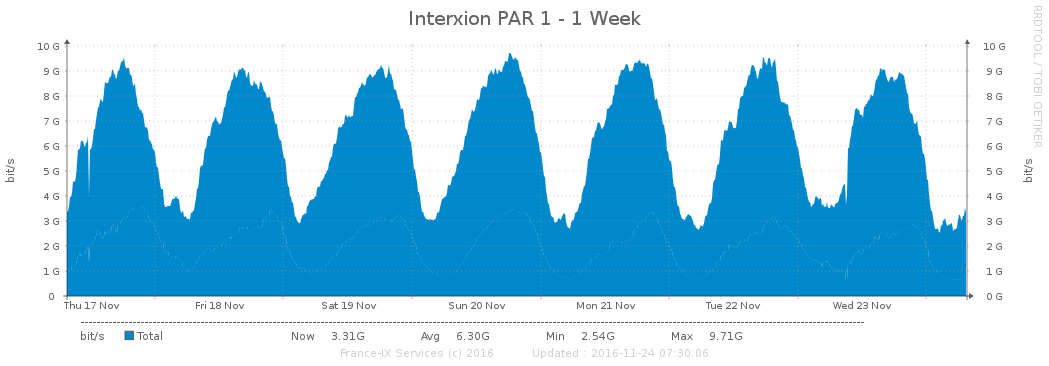 Interxion PAR 1 - 1 Week
RRDTOOL / TOBI OETIKER
10 G 10 G
9 G 9 G
8 G 8 G
7 G 7 G
6 G 6 G
5 G 5 G
4 G 4 G
3 G 3 G
2 G 2 G
1 G 1 G
0 0 G
bit/s
bit/s
Thu 17 Nov Fri 18 Nov Sat 19 Nov Sun 20 Nov Mon 21 Nov Tue 22 Nov Wed 23 Nov
bit/s Total Now 3.31G Avg 6.30G Min 2.54G Max 9.71G
France-IX Services (c) 2016 Updated : 2016-11-24 07:30:06